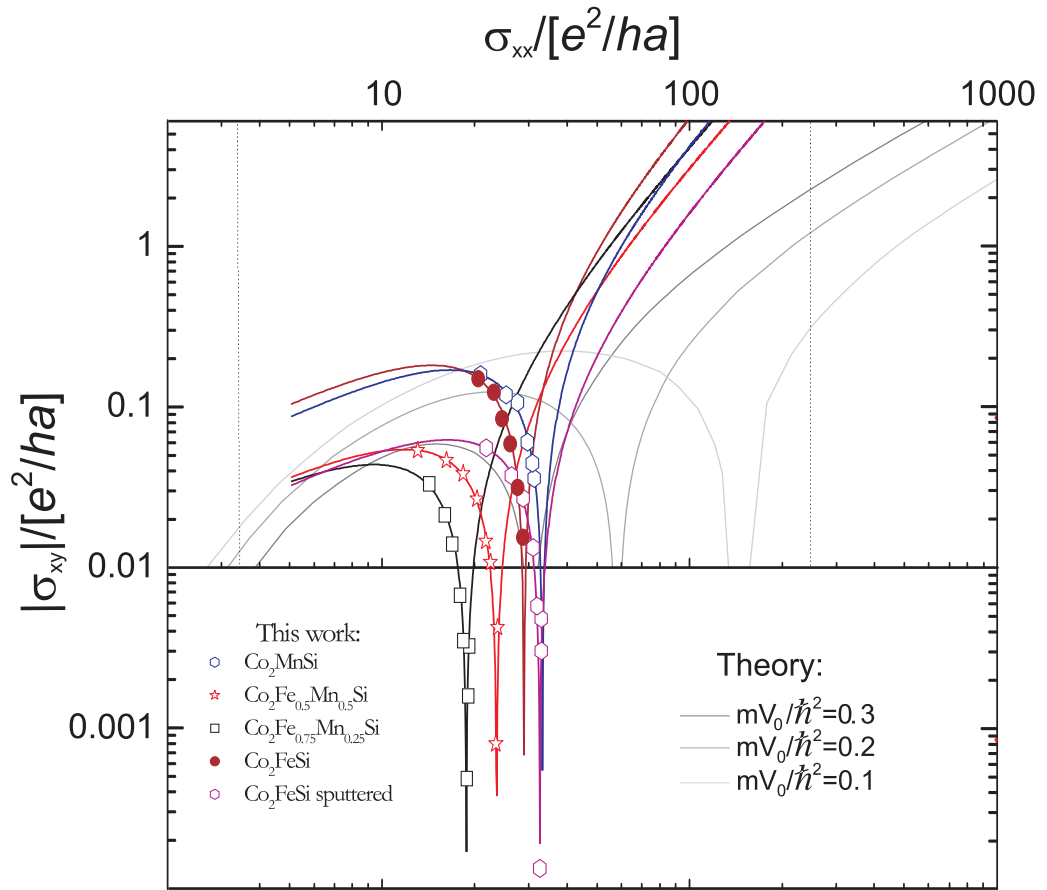 σxx/[e²/ha]
10 100 1000
|σxy|/[e²/ha]
1
0.1
0.01
0.001
This work:
Co₂MnSi
Co₂Fe₀.₅Mn₀.₅Si
Co₂Fe₀.₇₅Mn₀.₂₅Si
Co₂FeSi
Co₂FeSi sputtered
Theory:
mV₀/ℏ²=0.3
mV₀/ℏ²=0.2
mV₀/ℏ²=0.1